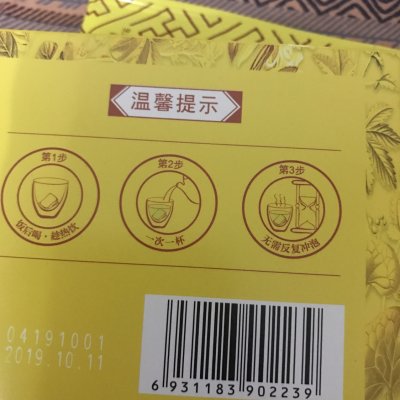 温馨提示
第1步
饭后喝·趁热饮
第2步
一次一杯
第3步
无需反复冲泡
04191001
2019.10.11
6 931183 902239